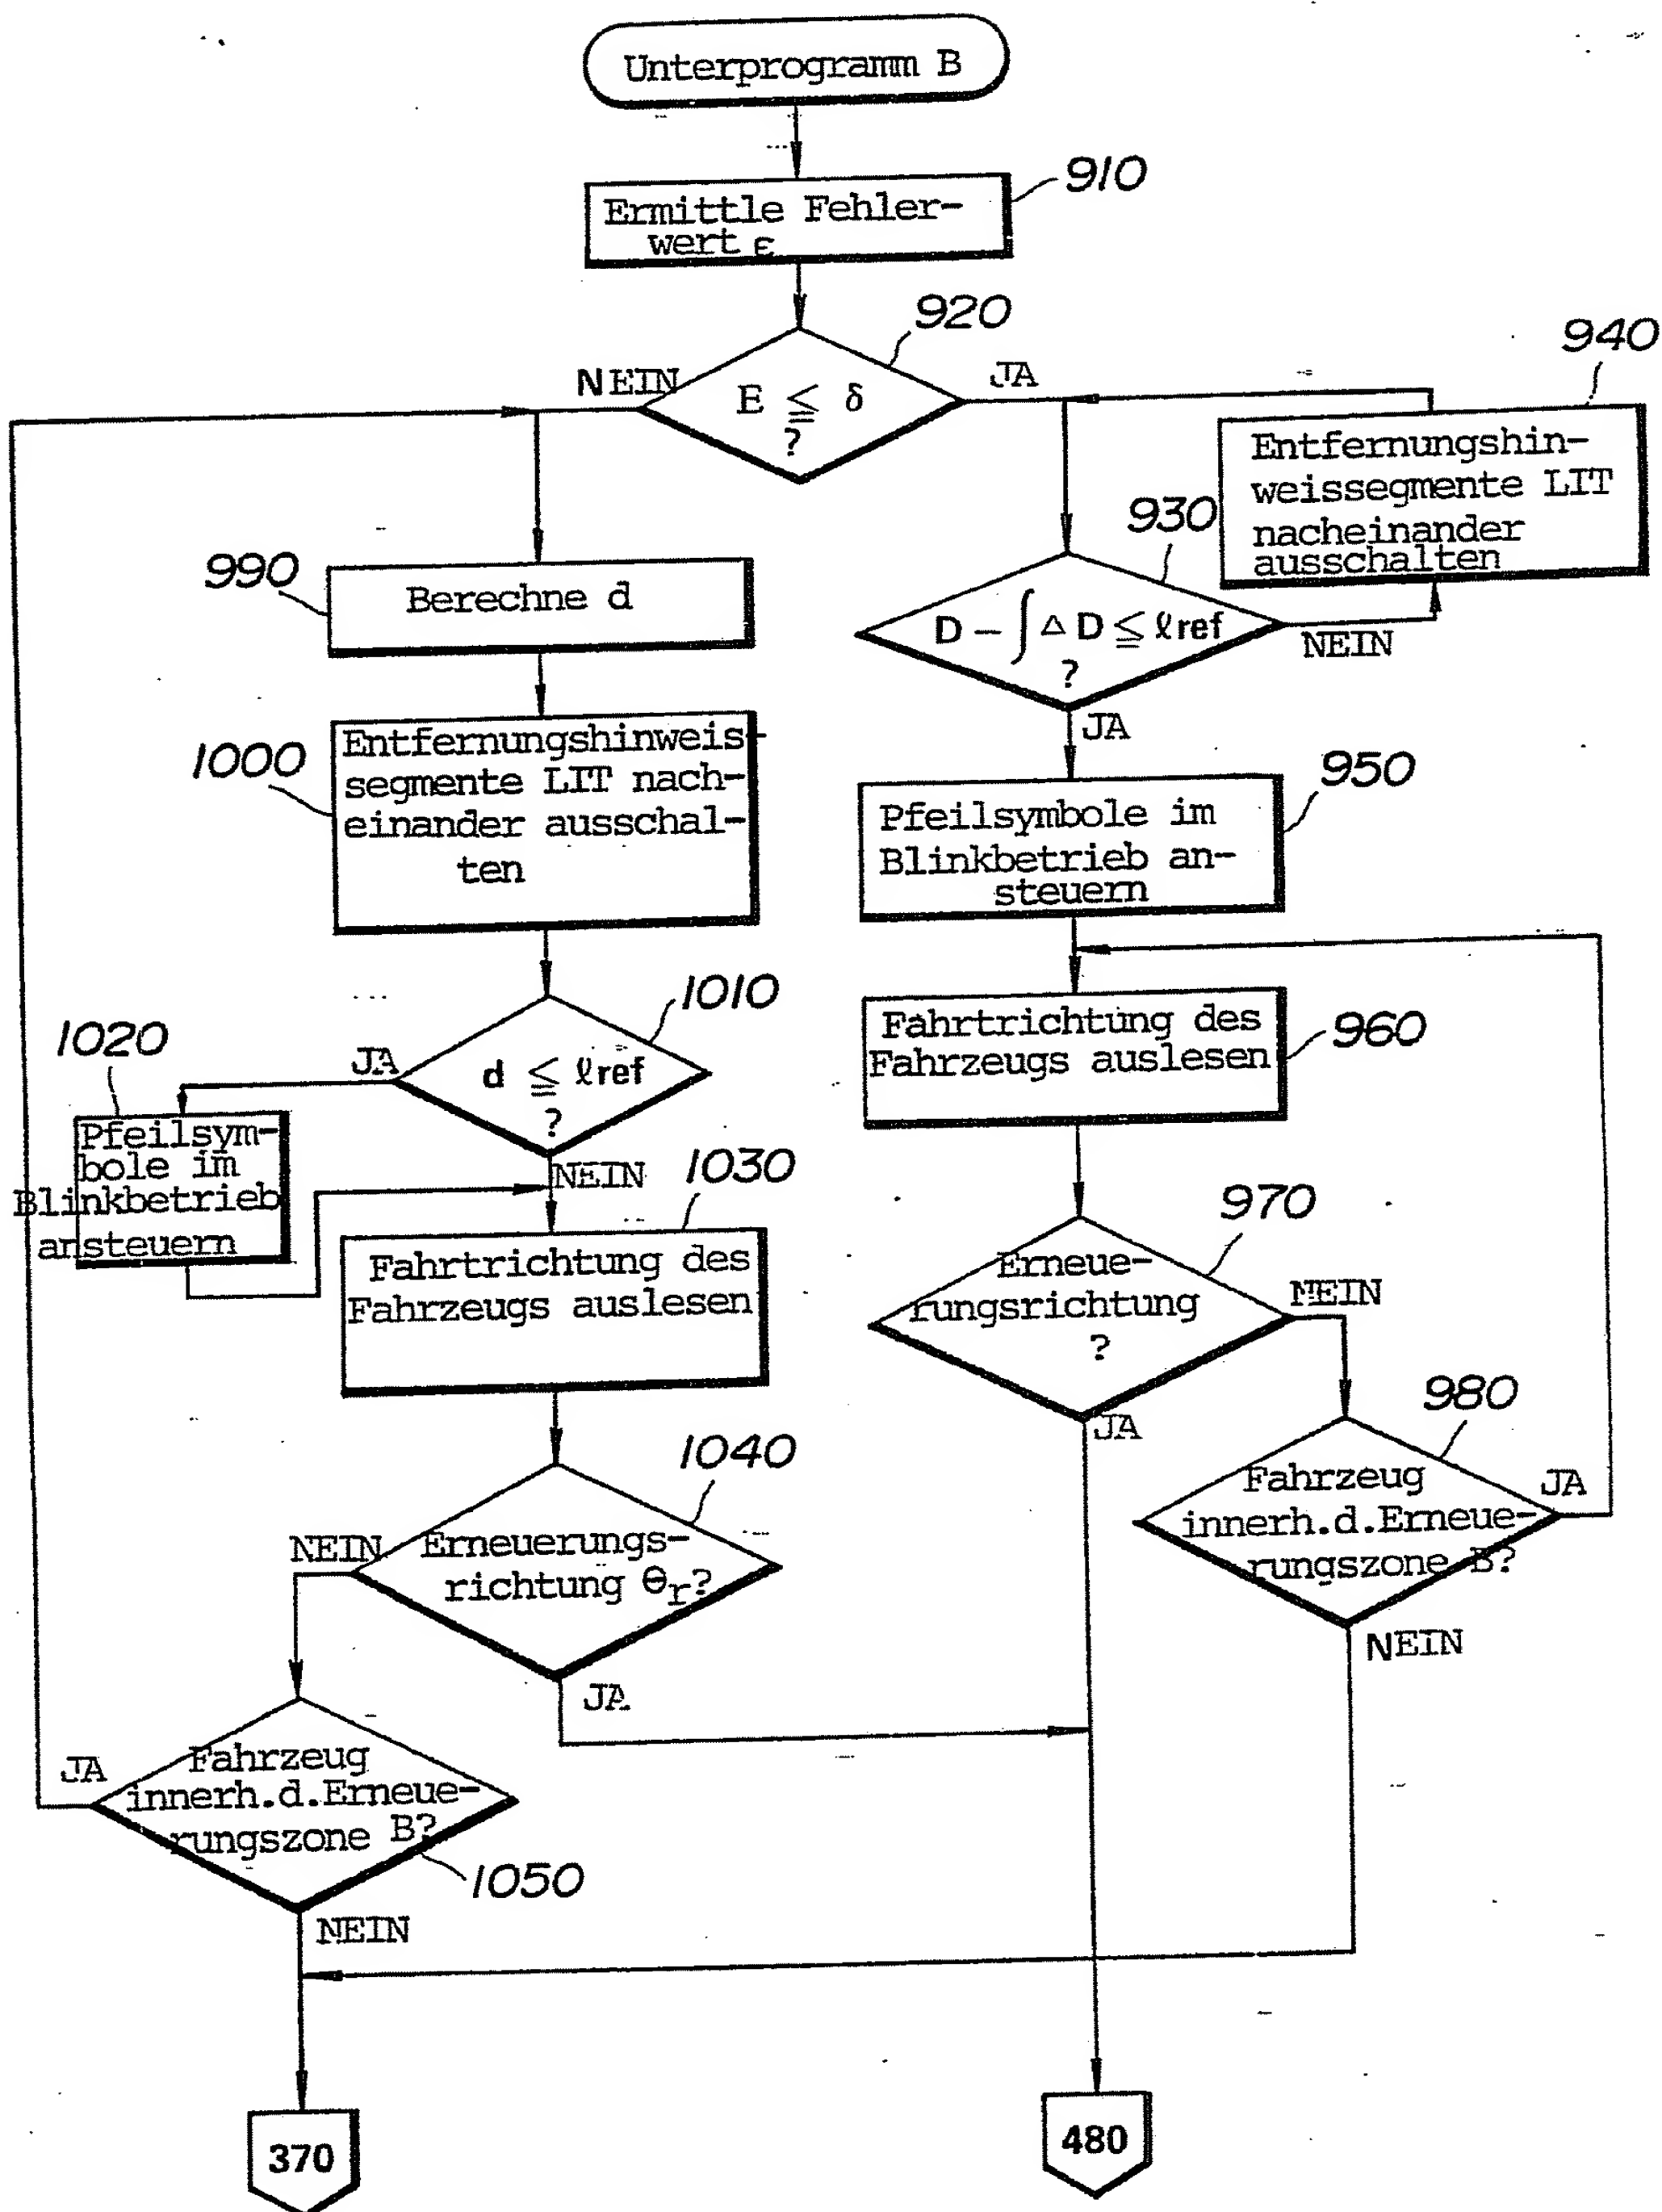 Unterprogramm B
910
Ermittle Fehler-
wert ε
920
NEIN
E ≦ δ
?
JA
940
Entfernungshin-
weissegmente LIT
nacheinander
ausschalten
930
D – ∫ △ D ≦ ℓref
?
NEIN
JA
990
Berechne d
1000
Entfernungshinweis-
segmente LIT nach-
einander ausschal-
ten
950
Pfeilsymbole im
Blinkbetrieb an-
steuern
1010
d ≦ ℓref
?
JA
NEIN
1020
Pfeilsym-
bole im
Blinkbetrieb
ansteuern
960
Fahrtrichtung des
Fahrzeugs auslesen
1030
Fahrtrichtung des
Fahrzeugs auslesen
970
Erneue-
rungsrichtung
?
NEIN
JA
980
Fahrzeug
innerh.d.Erneue-
rungszone B?
JA
NEIN
1040
Erneuerungs-
richtung Θr?
NEIN
JA
Fahrzeug
innerh.d.Erneue-
rungszone B?
JA
1050
NEIN
370
480